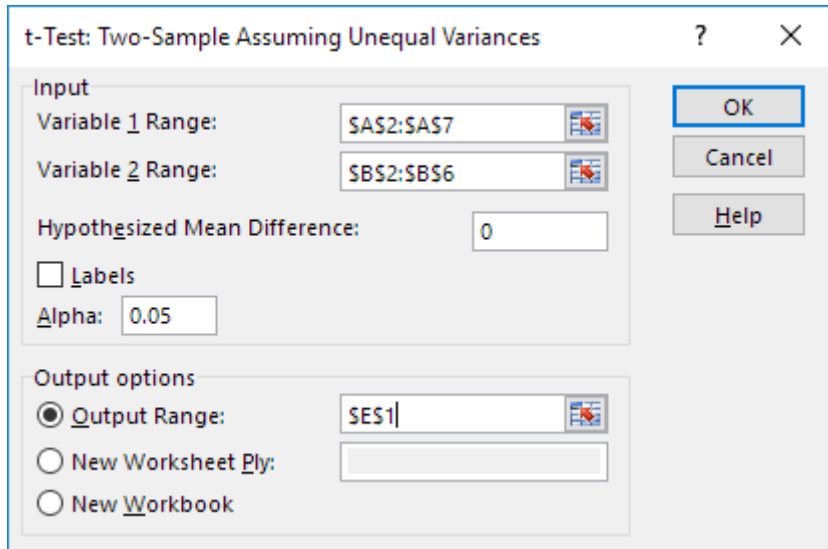 t-Test: Two-Sample Assuming Unequal Variances ? ×
Input
Variable 1 Range: $A$2:$A$7
Variable 2 Range: $B$2:$B$6
Hypothesized Mean Difference: 0
Labels
Alpha: 0.05
OK
Cancel
Help
Output options
Output Range: $E$1
New Worksheet Ply:
New Workbook